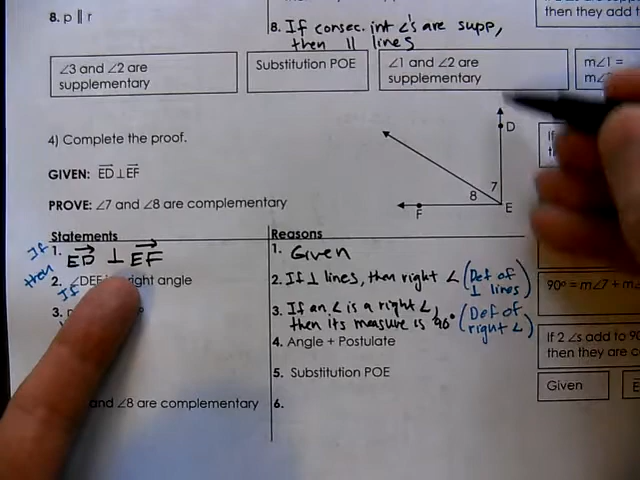 8. p ∥ r
8. If consec. int ∠'s are supp,
then ∥ lines
then they add t
∠3 and ∠2 are
supplementary
Substitution POE
∠1 and ∠2 are
supplementary
m∠1 =
4) Complete the proof.
GIVEN: ED ⊥ EF
PROVE: ∠7 and ∠8 are complementary
D
7
8
F
E
If
Statements
Reasons
If
1. ED ⊥ EF
1. Given
then
2. ∠DEF right angle
2. If ⊥ lines, then right ∠ (Def of ⊥ lines)
If
3.
3. If an ∠ is a right ∠,
then its measure is 90° (Def of right ∠)
4. Angle + Postulate
5. Substitution POE
and ∠8 are complementary
6.
90° = m∠7 + m
If 2 ∠s add to 90
then they are c
Given